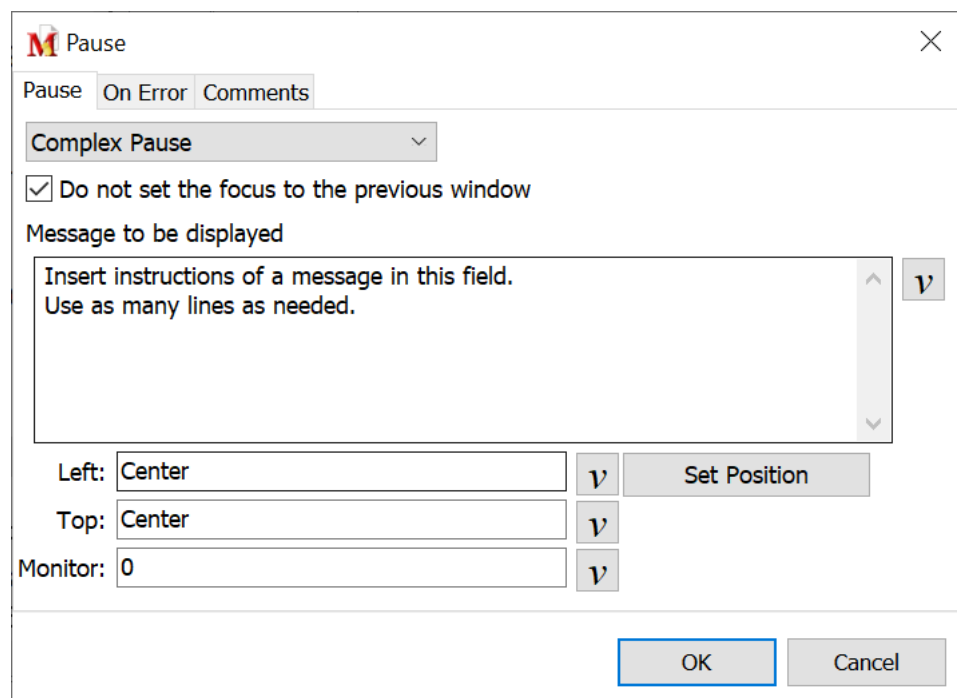 Pause
Pause On Error Comments
Complex Pause
Do not set the focus to the previous window
Message to be displayed
Insert instructions of a message in this field.
Use as many lines as needed.
v
Left: Center v Set Position
Top: Center v
Monitor: 0 v
OK Cancel